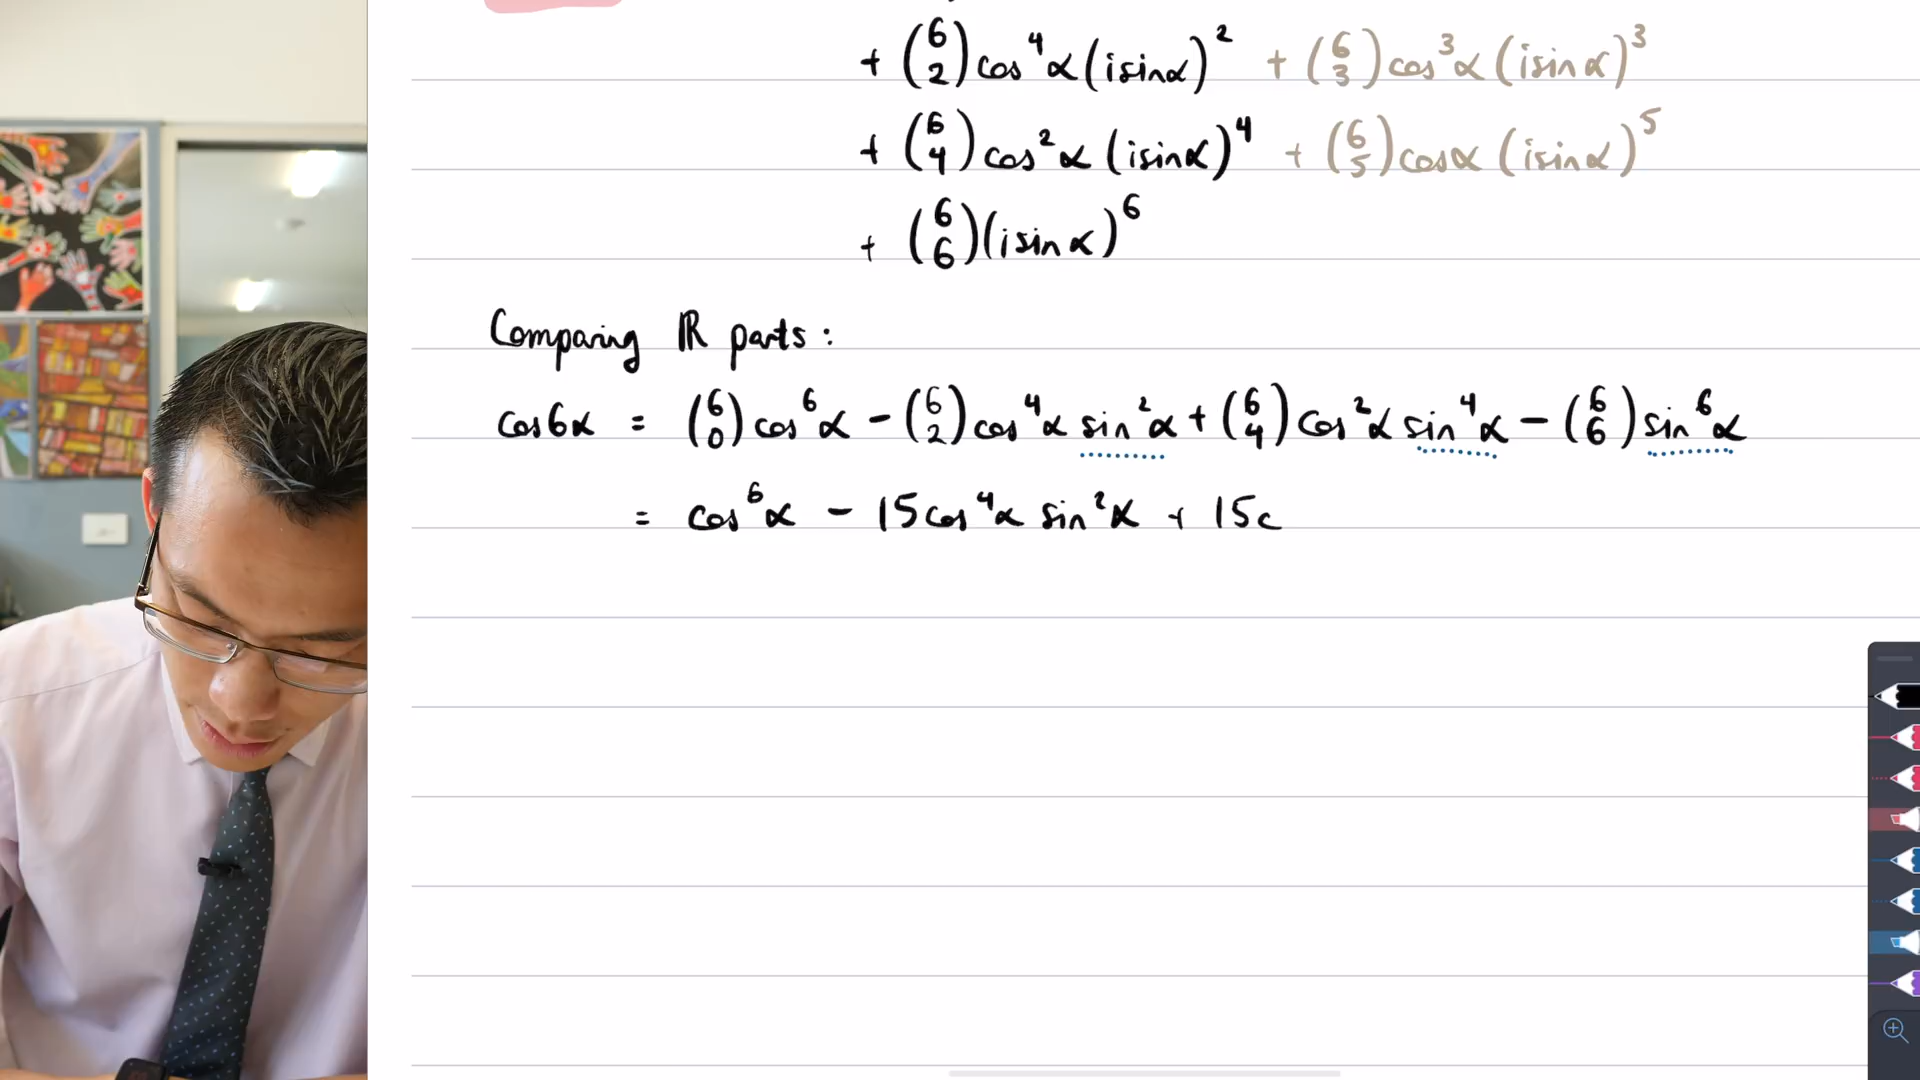 + (6 2) cos⁴α (i sin α)² + (6 3) cos³α (i sin α)³
+ (6 4) cos²α (i sin α)⁴ + (6 5) cos α (i sin α)⁵
+ (6 6)(i sin α)⁶
Comparing ℝ parts:
cos 6α = (6 0) cos⁶α − (6 2) cos⁴α sin²α + (6 4) cos²α sin⁴α − (6 6) sin⁶α
= cos⁶α − 15 cos⁴α sin²α + 15c